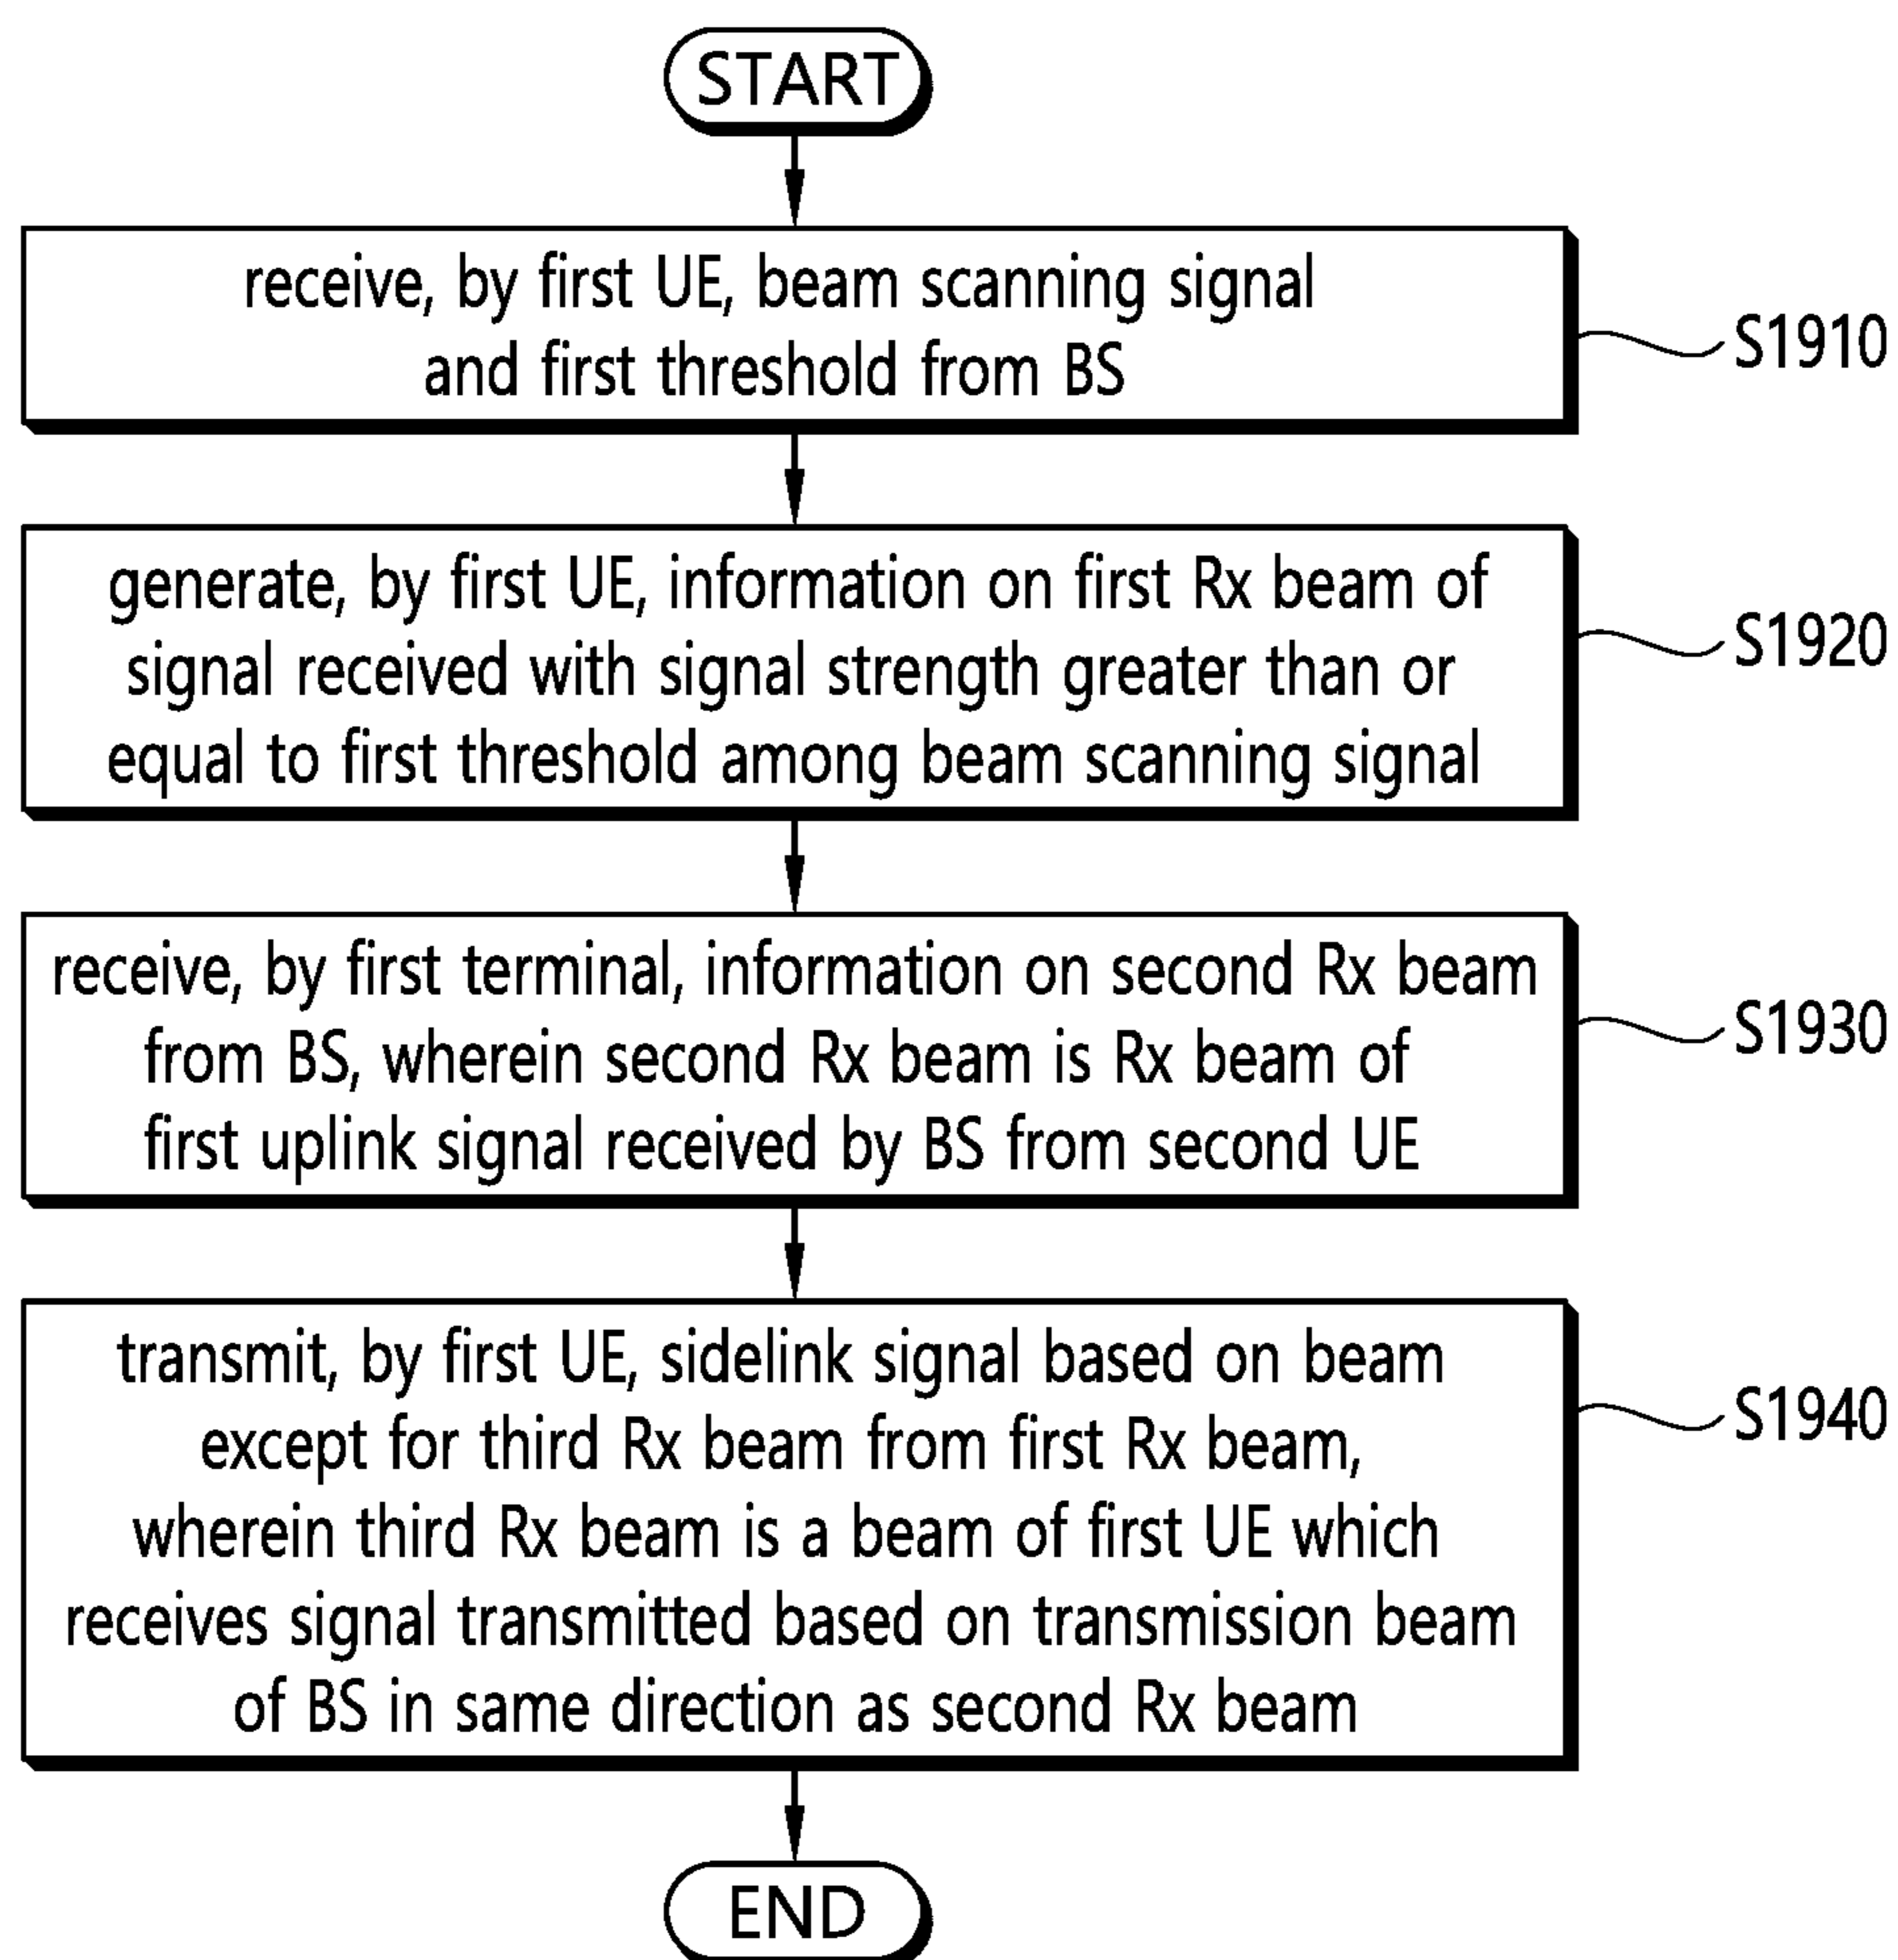 START
receive, by first UE, beam scanning signal
and first threshold from BS
S1910
generate, by first UE, information on first Rx beam of
signal received with signal strength greater than or
equal to first threshold among beam scanning signal
S1920
receive, by first terminal, information on second Rx beam
from BS, wherein second Rx beam is Rx beam of
first uplink signal received by BS from second UE
S1930
transmit, by first UE, sidelink signal based on beam
except for third Rx beam from first Rx beam,
wherein third Rx beam is a beam of first UE which
receives signal transmitted based on transmission beam
of BS in same direction as second Rx beam
S1940
END